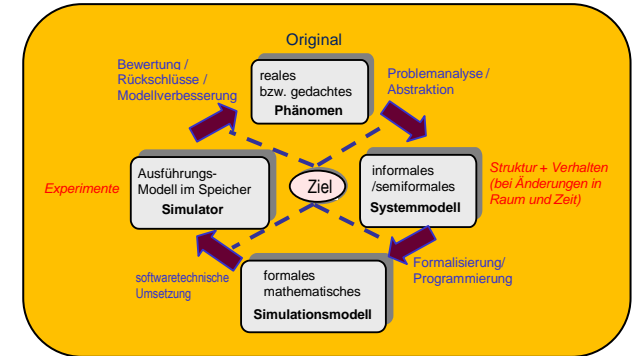 Original
Bewertung /
Rückschlüsse /
Modellverbesserung
reales
bzw. gedachtes
Phänomen
Problemanalyse /
Abstraktion
Experimente
Ausführungs-
Modell im Speicher
Simulator
Ziel
informales
/semiformales
Systemmodell
Struktur + Verhalten
(bei Änderungen in
Raum und Zeit)
softwaretechnische
Umsetzung
formales
mathematisches
Simulationsmodell
Formalisierung/
Programmierung